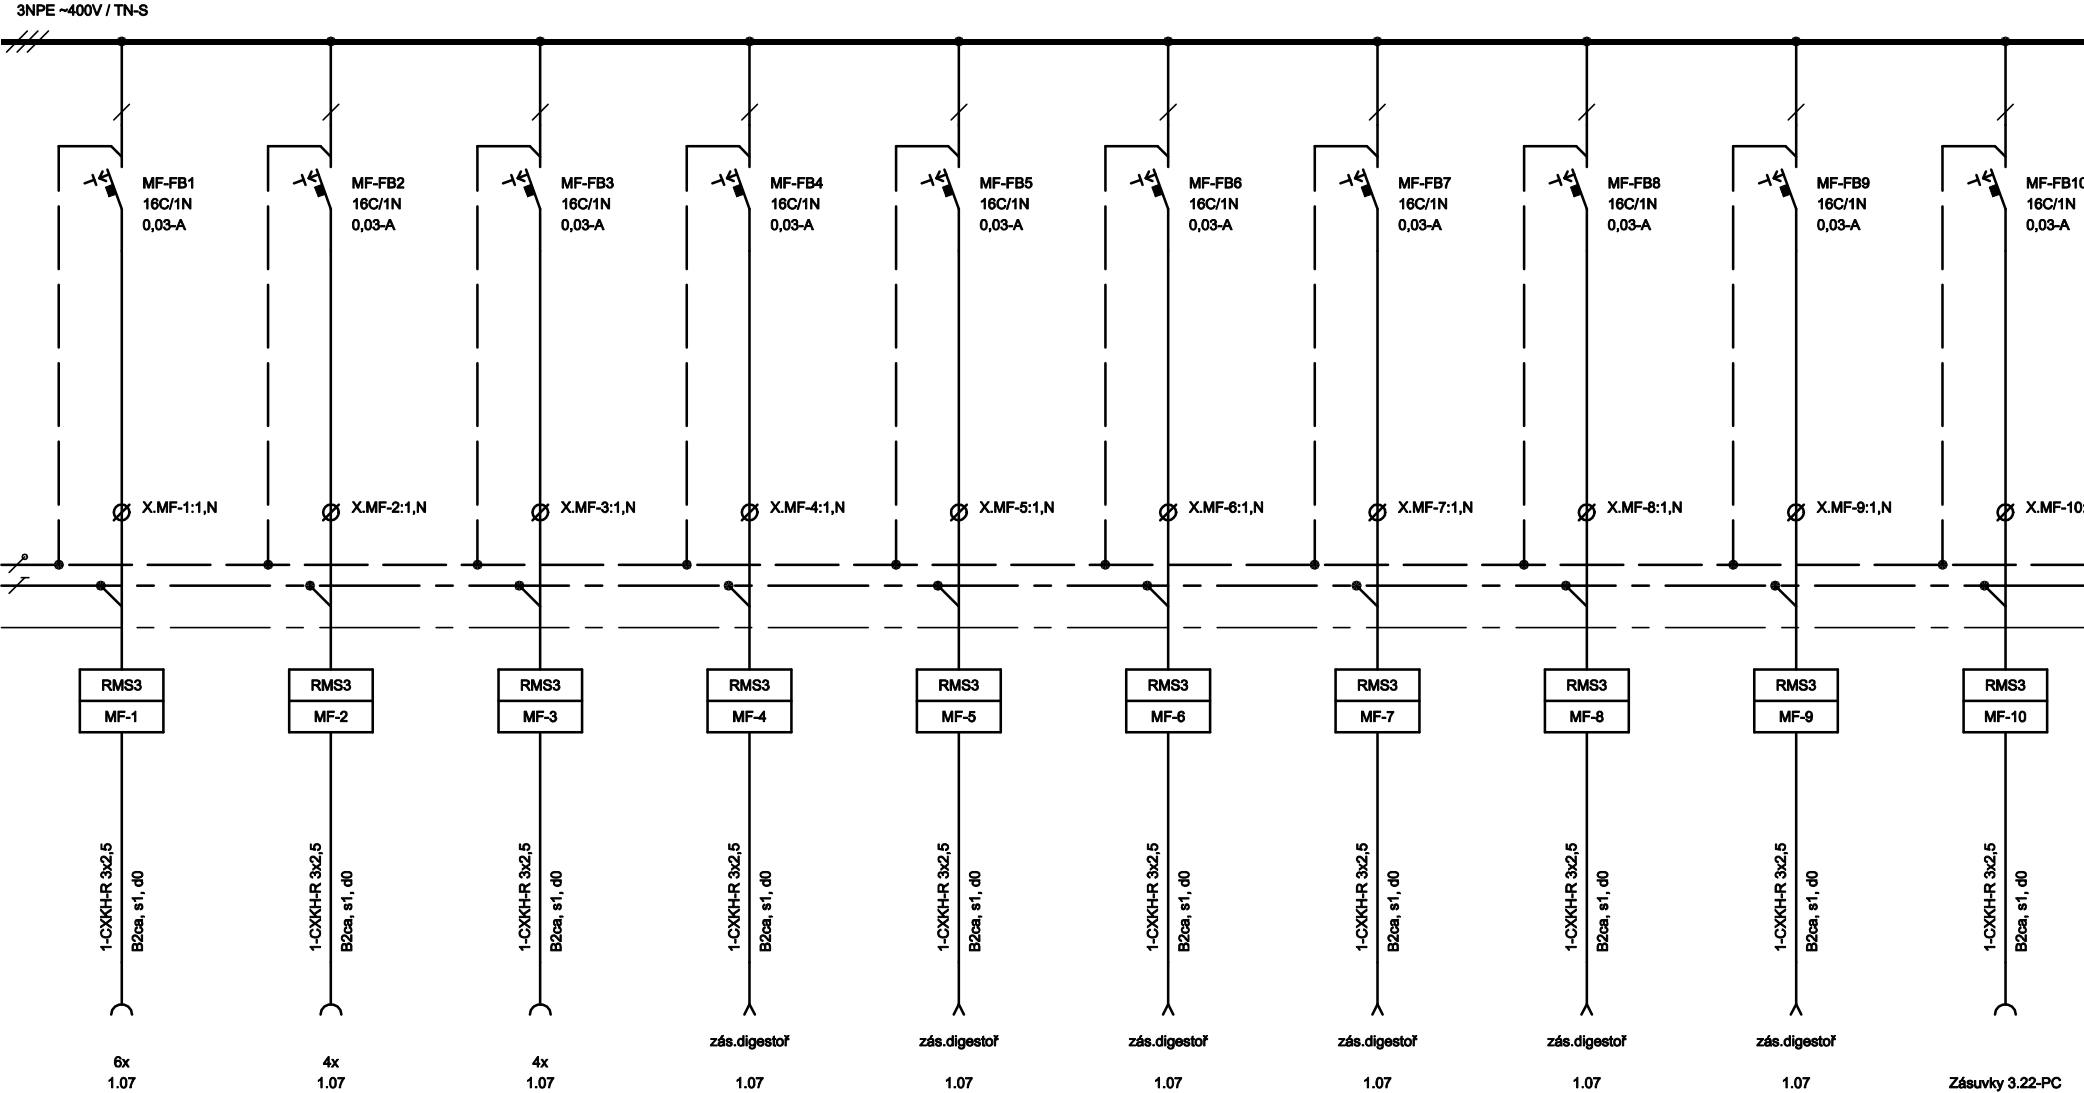 3NPE ~400V / TN-S
MF-FB1
16C/1N
0,03-A
MF-FB2
16C/1N
0,03-A
MF-FB3
16C/1N
0,03-A
MF-FB4
16C/1N
0,03-A
MF-FB5
16C/1N
0,03-A
MF-FB6
16C/1N
0,03-A
MF-FB7
16C/1N
0,03-A
MF-FB8
16C/1N
0,03-A
MF-FB9
16C/1N
0,03-A
MF-FB10
16C/1N
0,03-A
X.MF-1:1,N
X.MF-2:1,N
X.MF-3:1,N
X.MF-4:1,N
X.MF-5:1,N
X.MF-6:1,N
X.MF-7:1,N
X.MF-8:1,N
X.MF-9:1,N
X.MF-10:
RMS3
MF-1
RMS3
MF-2
RMS3
MF-3
RMS3
MF-4
RMS3
MF-5
RMS3
MF-6
RMS3
MF-7
RMS3
MF-8
RMS3
MF-9
RMS3
MF-10
1-CXKH-R 3x2,5
B2ca, s1, d0
1-CXKH-R 3x2,5
B2ca, s1, d0
1-CXKH-R 3x2,5
B2ca, s1, d0
1-CXKH-R 3x2,5
B2ca, s1, d0
1-CXKH-R 3x2,5
B2ca, s1, d0
1-CXKH-R 3x2,5
B2ca, s1, d0
1-CXKH-R 3x2,5
B2ca, s1, d0
1-CXKH-R 3x2,5
B2ca, s1, d0
1-CXKH-R 3x2,5
B2ca, s1, d0
1-CXKH-R 3x2,5
B2ca, s1, d0
6x
1.07
4x
1.07
4x
1.07
zás.digestoř
1.07
zás.digestoř
1.07
zás.digestoř
1.07
zás.digestoř
1.07
zás.digestoř
1.07
zás.digestoř
1.07
Zásuvky 3.22-PC